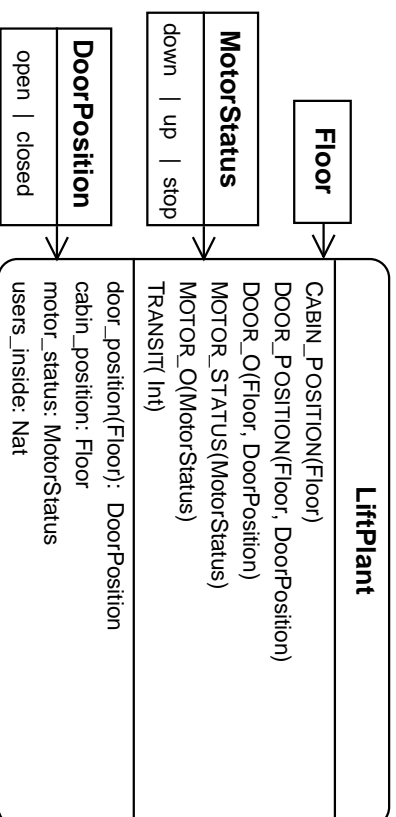 Floor
MotorStatus
down | up | stop
DoorPosition
open | closed
LiftPlant
CABIN_POSITION(Floor)
DOOR_POSITION(Floor, DoorPosition)
DOOR_O(Floor, DoorPosition)
MOTOR_STATUS(MotorStatus)
MOTOR_O(MotorStatus)
TRANSIT( Int)
door_position(Floor): DoorPosition
cabin_position: Floor
motor_status: MotorStatus
users_inside: Nat